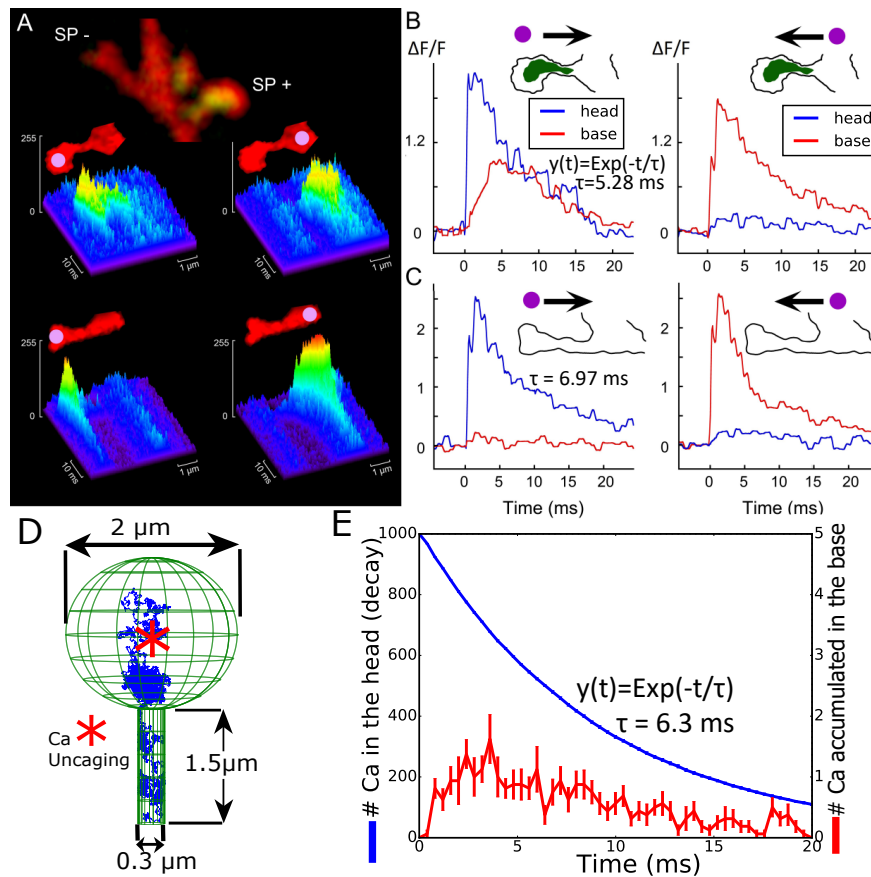 A
SP -
SP +
255
0
10 ms
1 µm
255
0
10 ms
1 µm
255
0
10 ms
1 µm
255
0
10 ms
1 µm
B
ΔF/F
1.2
0
head
base
y(t)=Exp(-t/τ)
τ=5.28 ms
0 5 10 15 20
ΔF/F
1.2
0
head
base
0 5 10 15 20
C
2
1
0
τ = 6.97 ms
0 5 10 15 20
Time (ms)
2
1
0
0 5 10 15 20
Time (ms)
D
2 µm
Ca
Uncaging
1.5µm
0.3 µm
E
# Ca in the head (decay)
1000
800
600
400
200
0
y(t)=Exp(-t/τ)
τ = 6.3 ms
0 5 10 15 20
Time (ms)
5
4
3
2
1
0
# Ca accumulated in the base